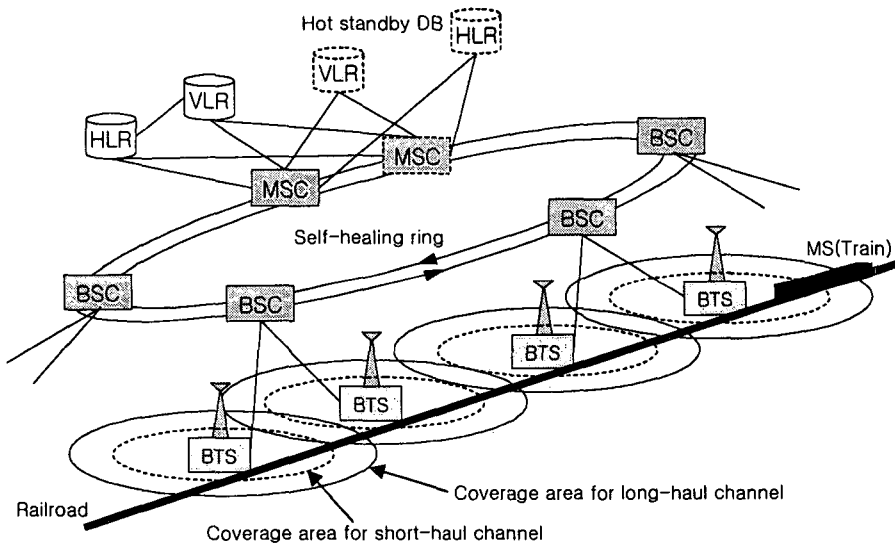 Hot standby DB
HLR
VLR
VLR
HLR
MSC
BSC
MSC
BSC
Self-healing ring
MS(Train)
BSC
BSC
BTS
BTS
BTS
BTS
Coverage area for long-haul channel
Railroad
Coverage area for short-haul channel